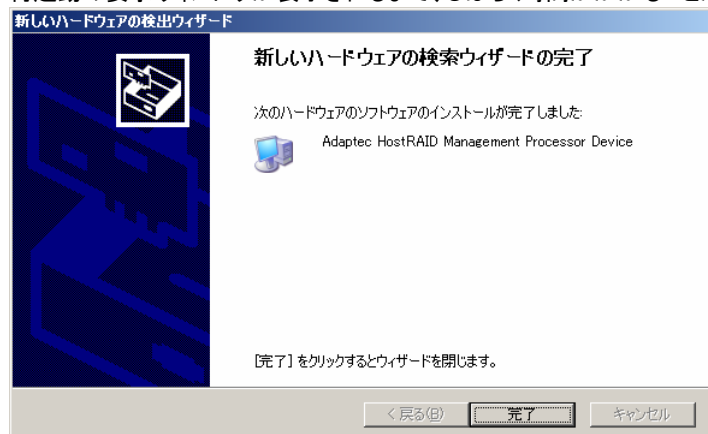 新しいハードウェアの検出ウィザード
新しいハードウェアの検索ウィザードの完了
次のハードウェアのソフトウェアのインストールが完了しました:
Adaptec HostRAID Management Processor Device
[完了] をクリックするとウィザードを閉じます。
< 戻る(B) 完了 キャンセル